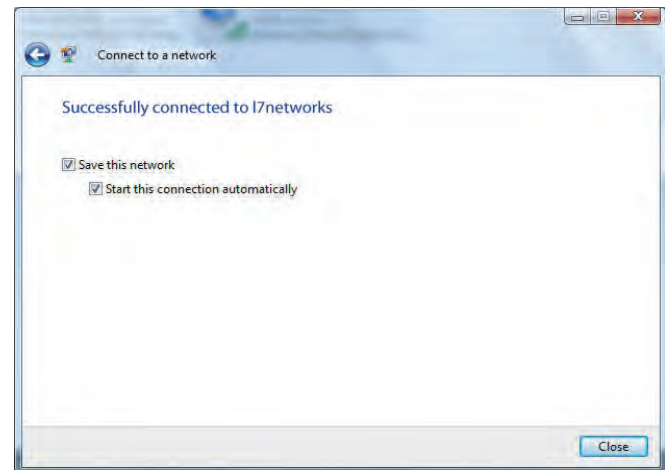 Connect to a network
Successfully connected to l7networks
Save this network
Start this connection automatically
Close